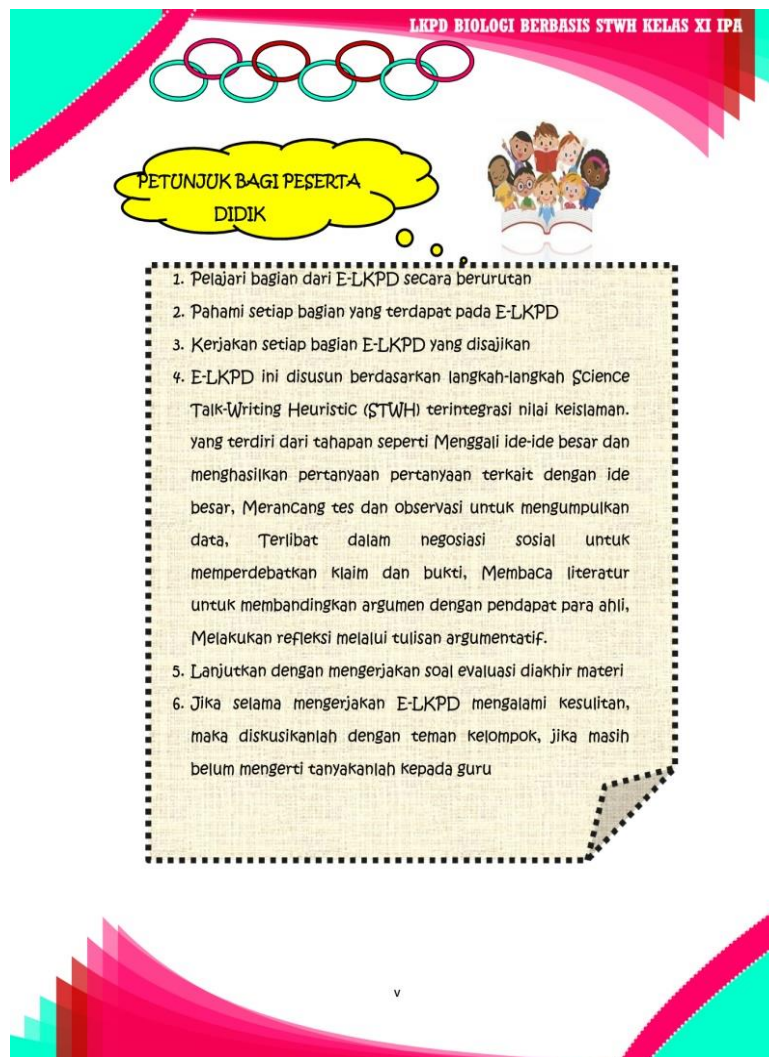 LKPD BIOLOGI BERBASIS STWH KELAS XI IPA
PETUNJUK BAGI PESERTA
DIDIK
1. Pelajari bagian dari E-LKPD secara berurutan
2. Pahami setiap bagian yang terdapat pada E-LKPD
3. Kerjakan setiap bagian E-LKPD yang disajikan
4. E-LKPD ini disusun berdasarkan langkah-langkah Science
Talk-Writing Heuristic (STWH) terintegrasi nilai keislaman.
yang terdiri dari tahapan seperti Menggali ide-ide besar dan
menghasilkan pertanyaan pertanyaan terkait dengan ide
besar, Merancang tes dan observasi untuk mengumpulkan
data, Terlibat dalam negosiasi sosial untuk
memperdebatkan klaim dan bukti, Membaca literatur
untuk membandingkan argumen dengan pendapat para ahli,
Melakukan refleksi melalui tulisan argumentatif.
5. Lanjutkan dengan mengerjakan soal evaluasi diakhir materi
6. Jika selama mengerjakan E-LKPD mengalami kesulitan,
maka diskusikanlah dengan teman kelompok, jika masih
belum mengerti tanyakanlah kepada guru
v